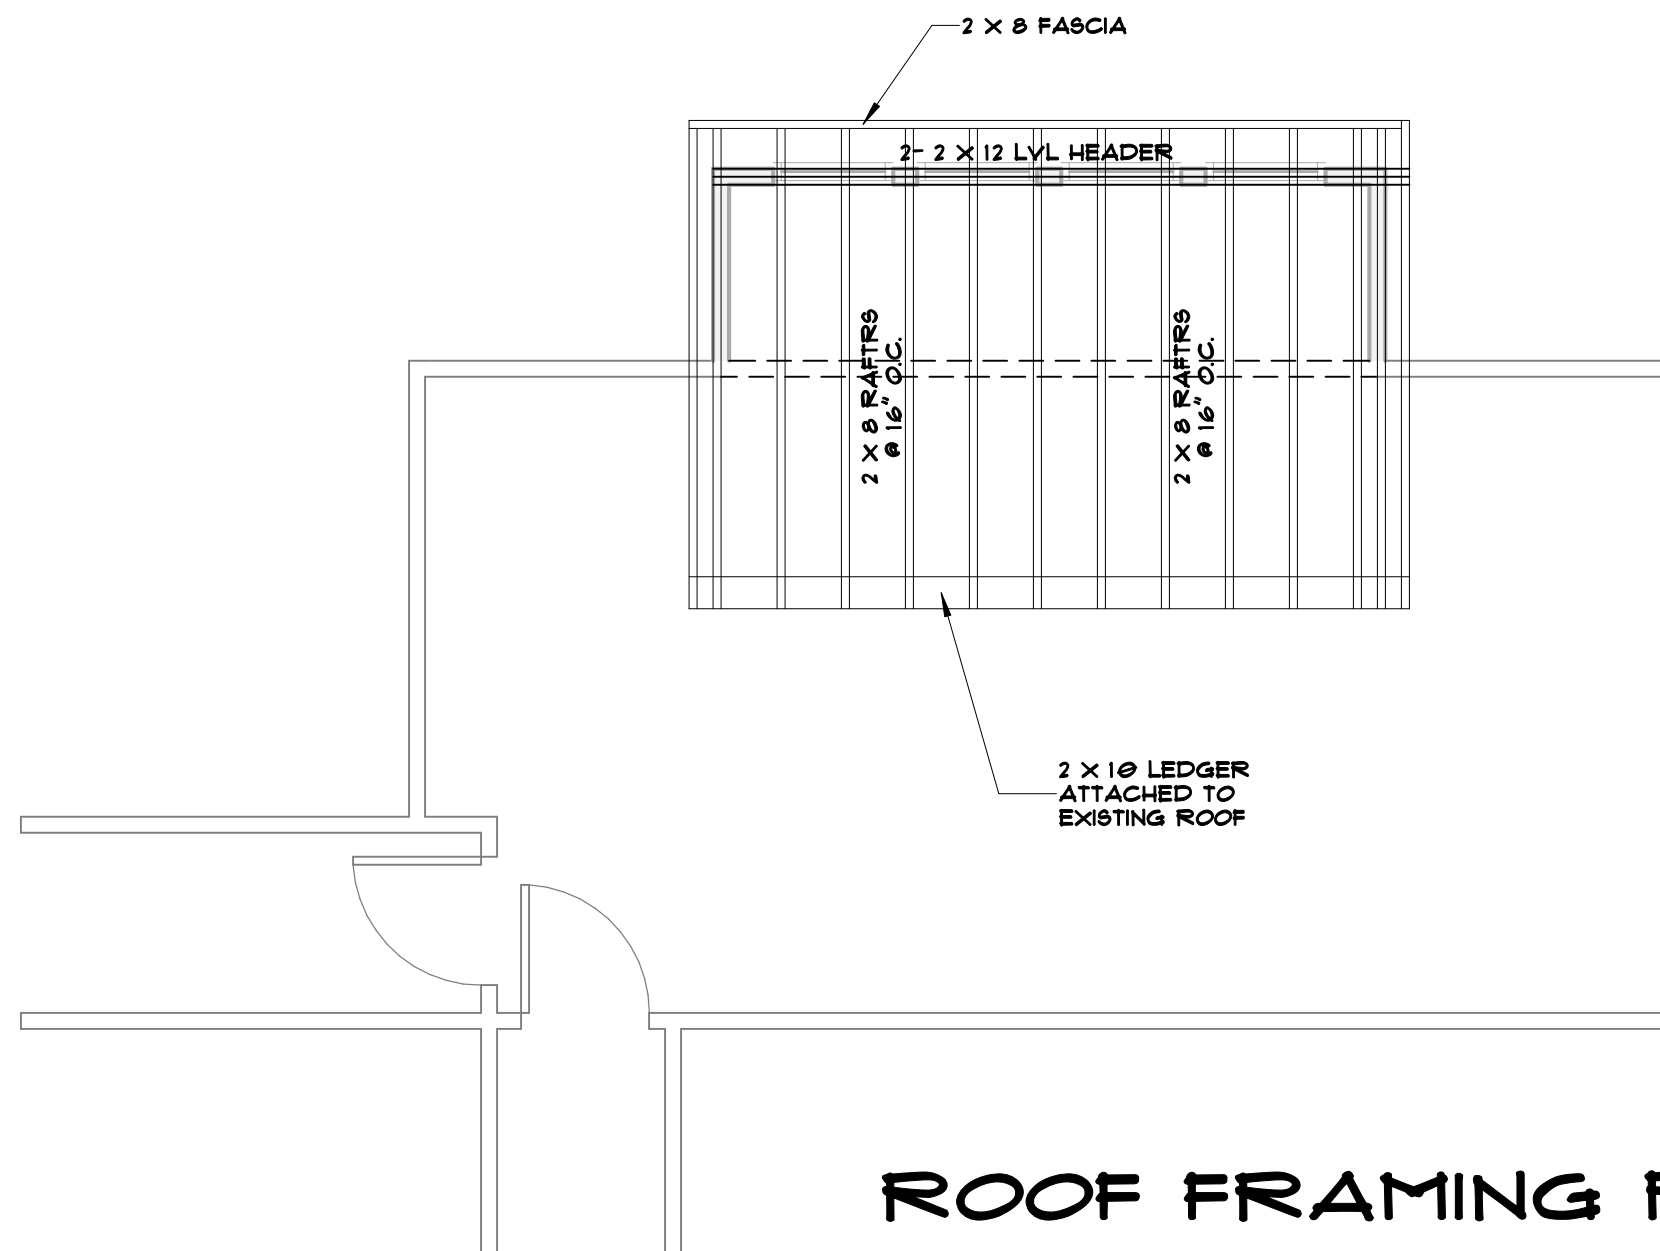 2 X 8 FASCIA
2- 2 X 12 LVL HEADER
2 X 8 RAFTRS
@ 16" O.C.
2 X 8 RAFTRS
@ 16" O.C.
2 X 10 LEDGER
ATTACHED TO
EXISTING ROOF
ROOF FRAMING